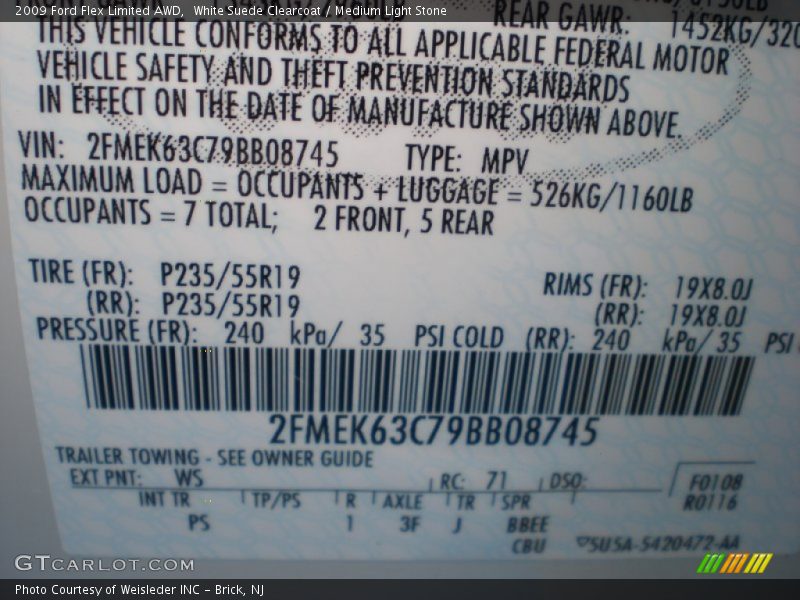 2009 Ford Flex Limited AWD,  White Suede Clearcoat / Medium Light Stone
REAR GAWR: 1452KG/320
THIS VEHICLE CONFORMS TO ALL APPLICABLE FEDERAL MOTOR
VEHICLE SAFETY AND THEFT PREVENTION STANDARDS
IN EFFECT ON THE DATE OF MANUFACTURE SHOWN ABOVE.
VIN: 2FMEK63C79BB08745 TYPE: MPV
MAXIMUM LOAD = OCCUPANTS + LUGGAGE = 526KG/1160LB
OCCUPANTS = 7 TOTAL; 2 FRONT, 5 REAR
TIRE (FR): P235/55R19 RIMS (FR): 19X8.0J
(RR): P235/55R19 (RR): 19X8.0J
PRESSURE (FR): 240 kPa/ 35 PSI COLD (RR): 240 kPa/ 35 PSI
2FMEK63C79BB08745
TRAILER TOWING - SEE OWNER GUIDE
EXT PNT: WS RC: 71 DSO: F0108
INT TR TP/PS R AXLE TR SPR R0116
PS 1 3F J BBEE
CBU 5U5A-5420472-AA
GTCARLOT.COM
Photo Courtesy of Weisleder INC - Brick, NJ